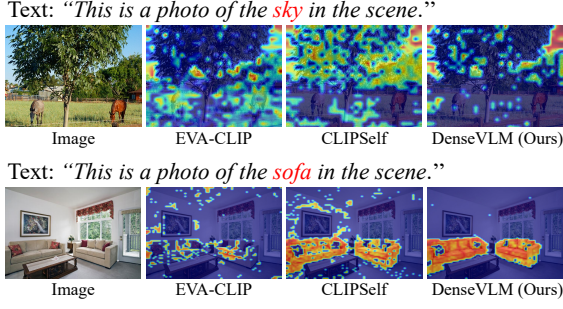 Text: “This is a photo of the sky in the scene.”
Image EVA-CLIP CLIPSelf DenseVLM (Ours)
Text: “This is a photo of the sofa in the scene.”
Image EVA-CLIP CLIPSelf DenseVLM (Ours)